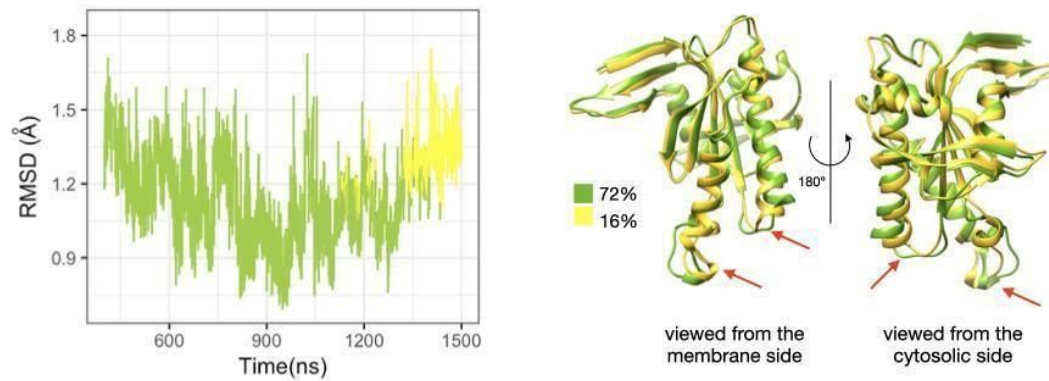 1.8
1.5
1.2
0.9
RMSD (Å)
600
900
1200
1500
Time(ns)
72%
16%
180º
viewed from the
membrane side
viewed from the
cytosolic side